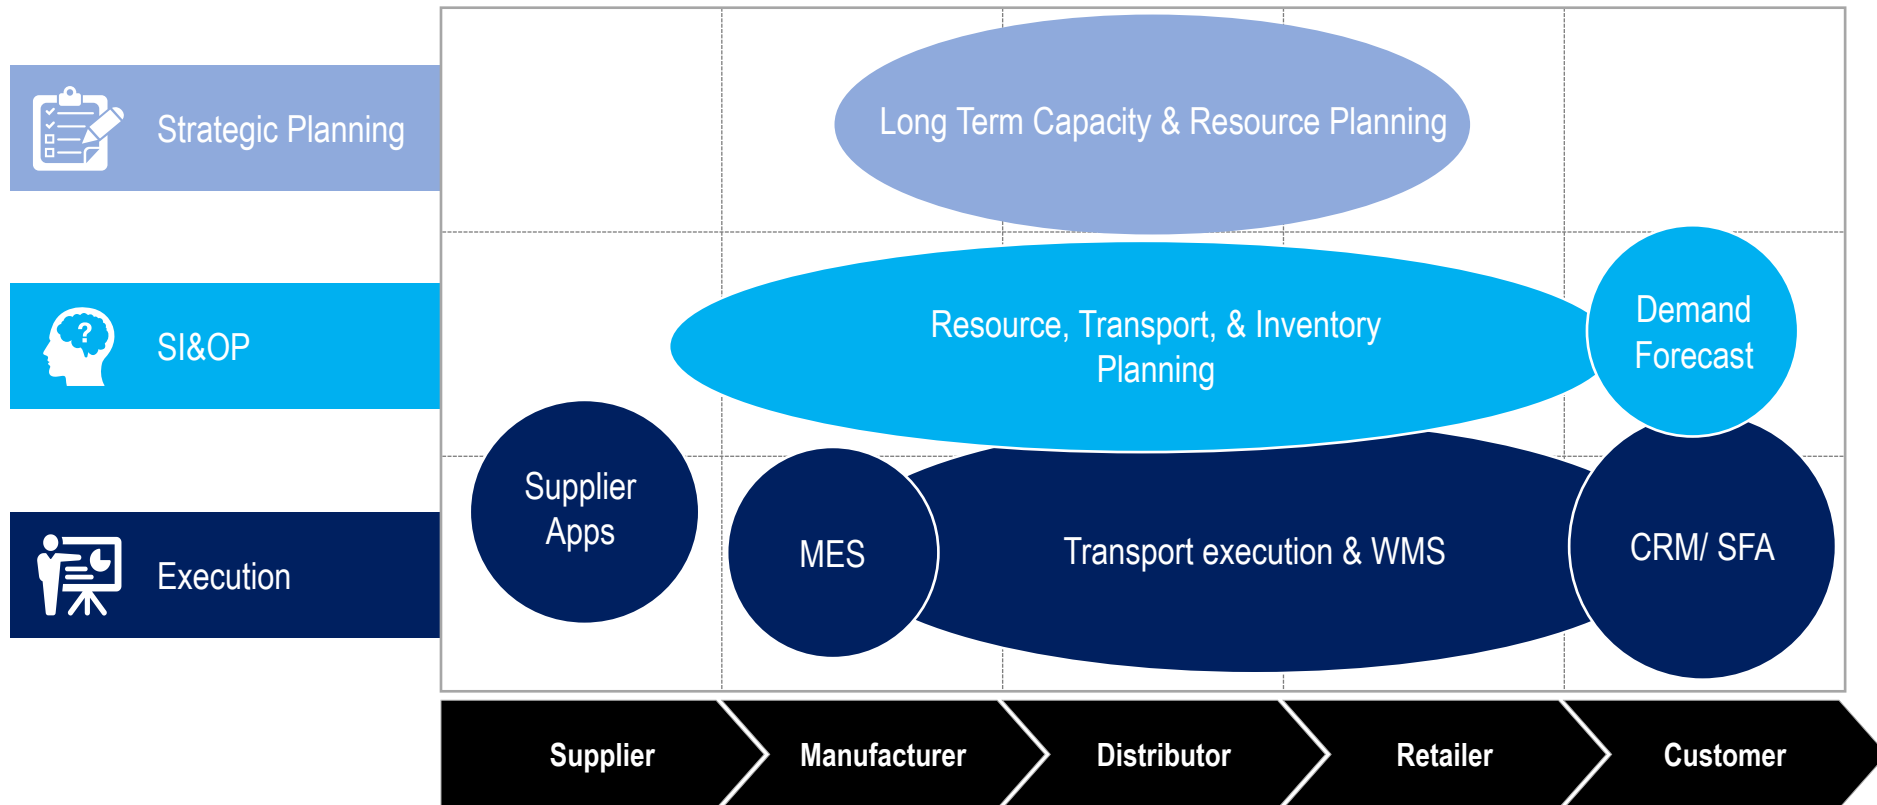 Strategic Planning
Long Term Capacity & Resource Planning
SI&OP
?
Resource, Transport, & Inventory
Planning
Demand
Forecast
Execution
Supplier
Apps
MES
Transport execution & WMS
CRM/ SFA
Supplier
Manufacturer
Distributor
Retailer
Customer